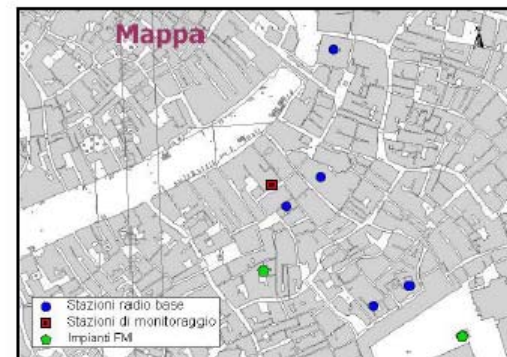 Mappa
Stazioni radio base
Stazioni di monitoraggio
Impianti FM